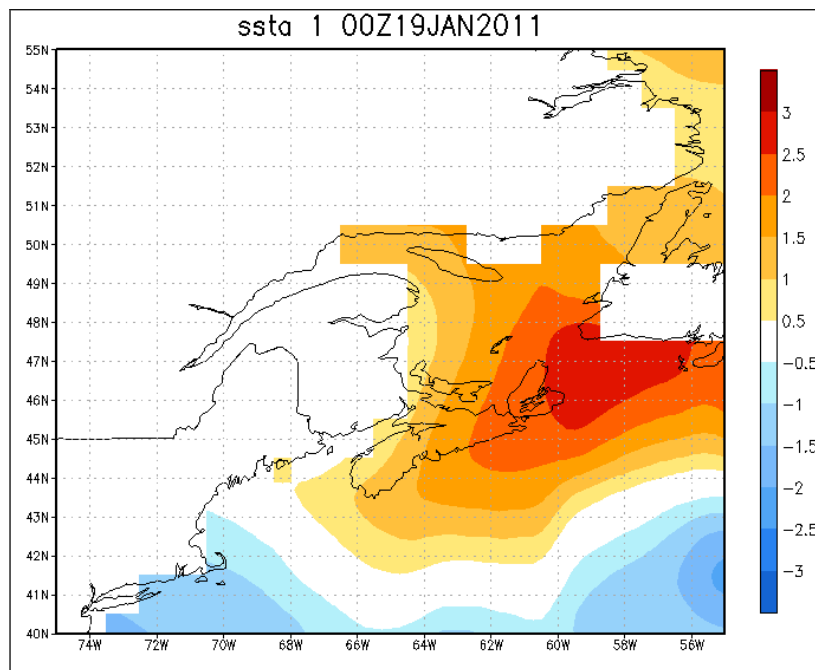 ssta 1 00Z19JAN2011
55N
54N
53N
52N
51N
50N
49N
48N
47N
46N
45N
44N
43N
42N
41N
40N
74W 72W 70W 68W 66W 64W 62W 60W 58W 56W
3
2.5
2
1.5
1
0.5
-0.5
-1
-1.5
-2
-2.5
-3